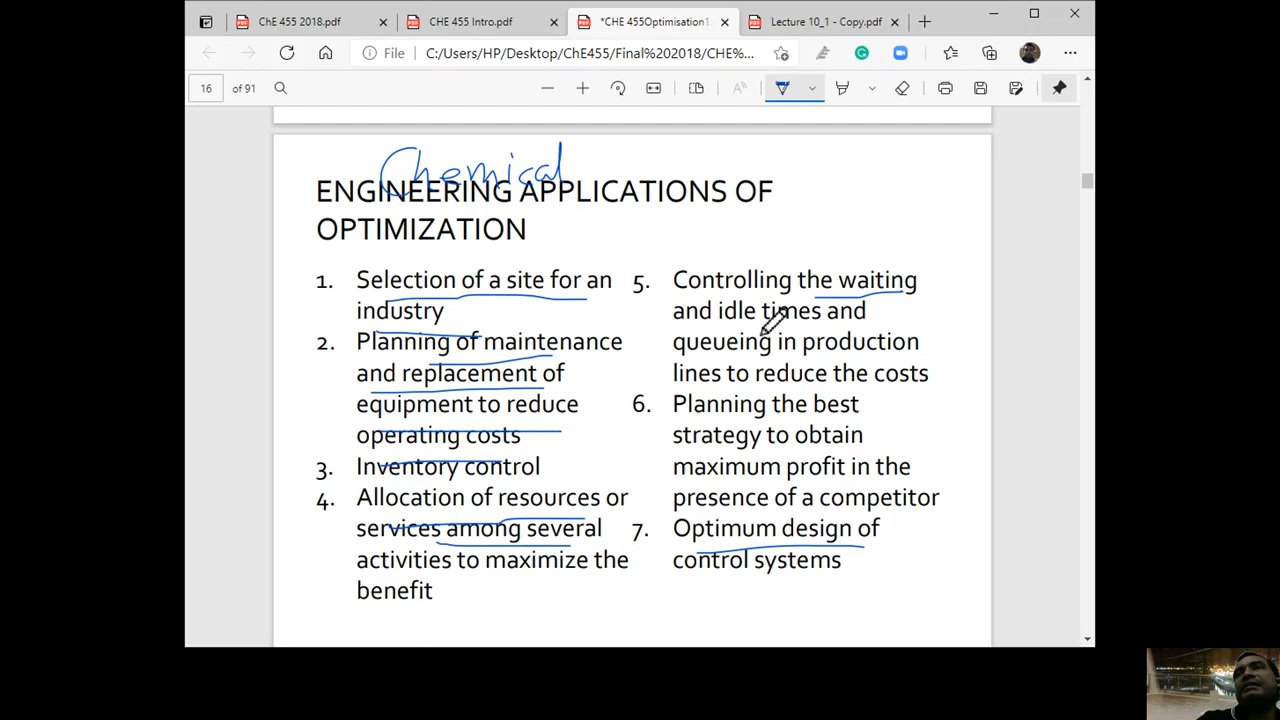 ChE 455 2018.pdf
CHE 455 Intro.pdf
*CHE 455Optimisation1
Lecture 10_1 - Copy.pdf
File
C:/Users/HP/Desktop/ChE455/Final%202018/CHE%...
16 of 91
Chemical
ENGINEERING APPLICATIONS OF
OPTIMIZATION
1. Selection of a site for an
industry
2. Planning of maintenance
and replacement of
equipment to reduce
operating costs
3. Inventory control
4. Allocation of resources or
services among several
activities to maximize the
benefit
5. Controlling the waiting
and idle times and
queueing in production
lines to reduce the costs
6. Planning the best
strategy to obtain
maximum profit in the
presence of a competitor
7. Optimum design of
control systems